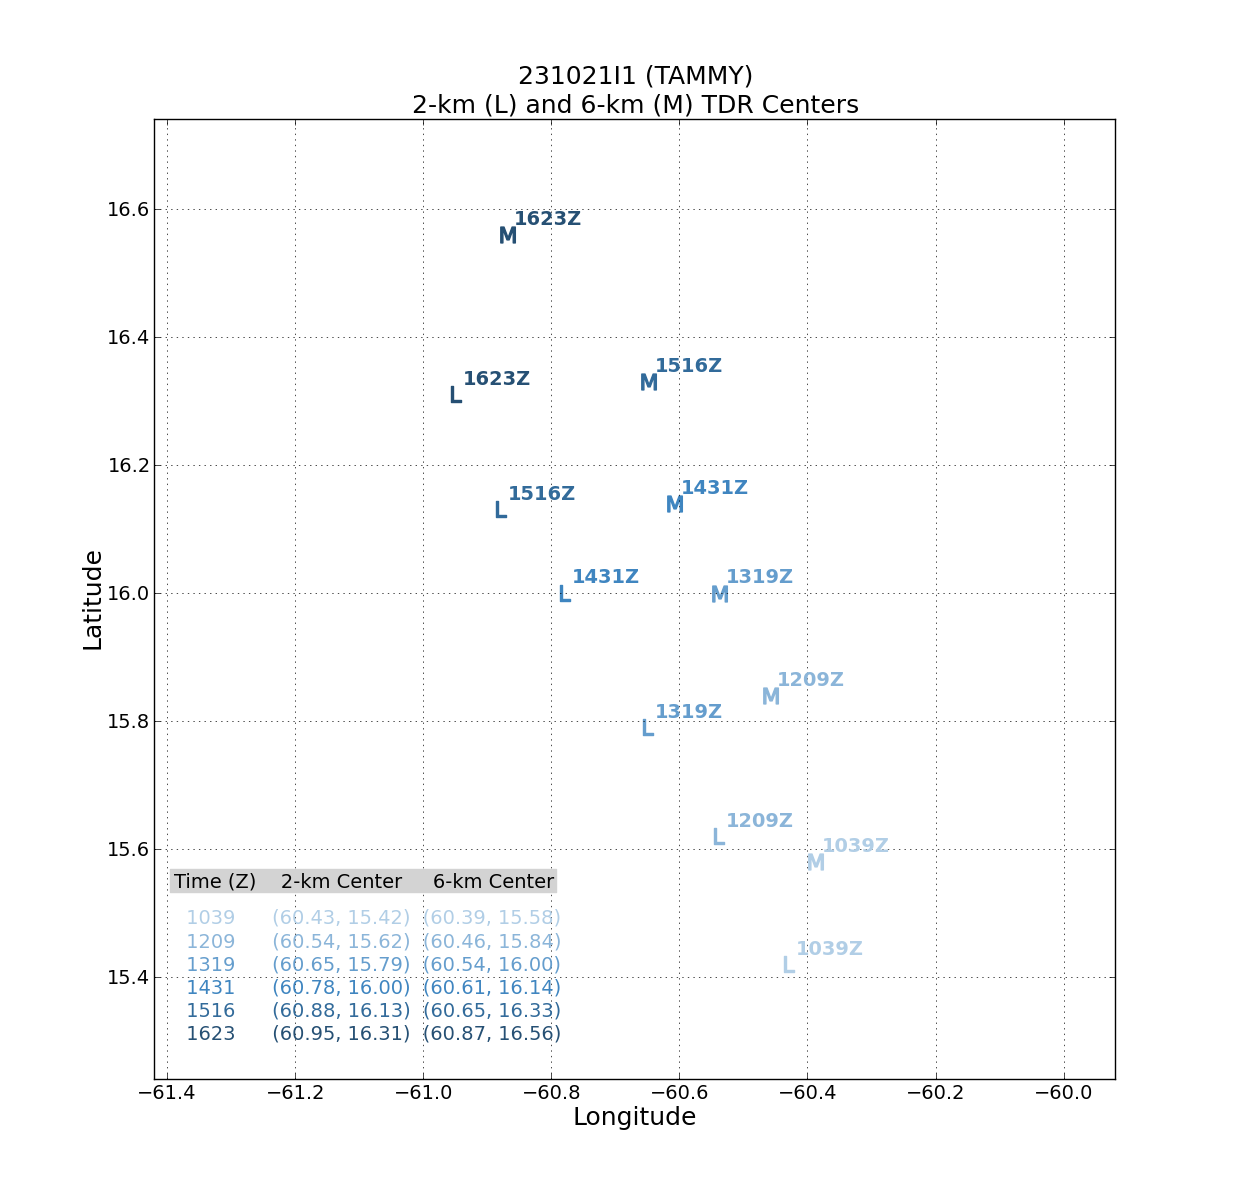 231021I1 (TAMMY)
2-km (L) and 6-km (M) TDR Centers
Latitude
16.6
16.4
16.2
16.0
15.8
15.6
15.4
M 1623Z
L 1623Z
M 1516Z
L 1516Z
M 1431Z
L 1431Z
M 1319Z
M 1209Z
L 1319Z
L 1209Z
M 1039Z
L 1039Z
Time (Z) 2-km Center 6-km Center
1039 (60.43, 15.42) (60.39, 15.58)
1209 (60.54, 15.62) (60.46, 15.84)
1319 (60.65, 15.79) (60.54, 16.00)
1431 (60.78, 16.00) (60.61, 16.14)
1516 (60.88, 16.13) (60.65, 16.33)
1623 (60.95, 16.31) (60.87, 16.56)
−61.4 −61.2 −61.0 −60.8 −60.6 −60.4 −60.2 −60.0
Longitude